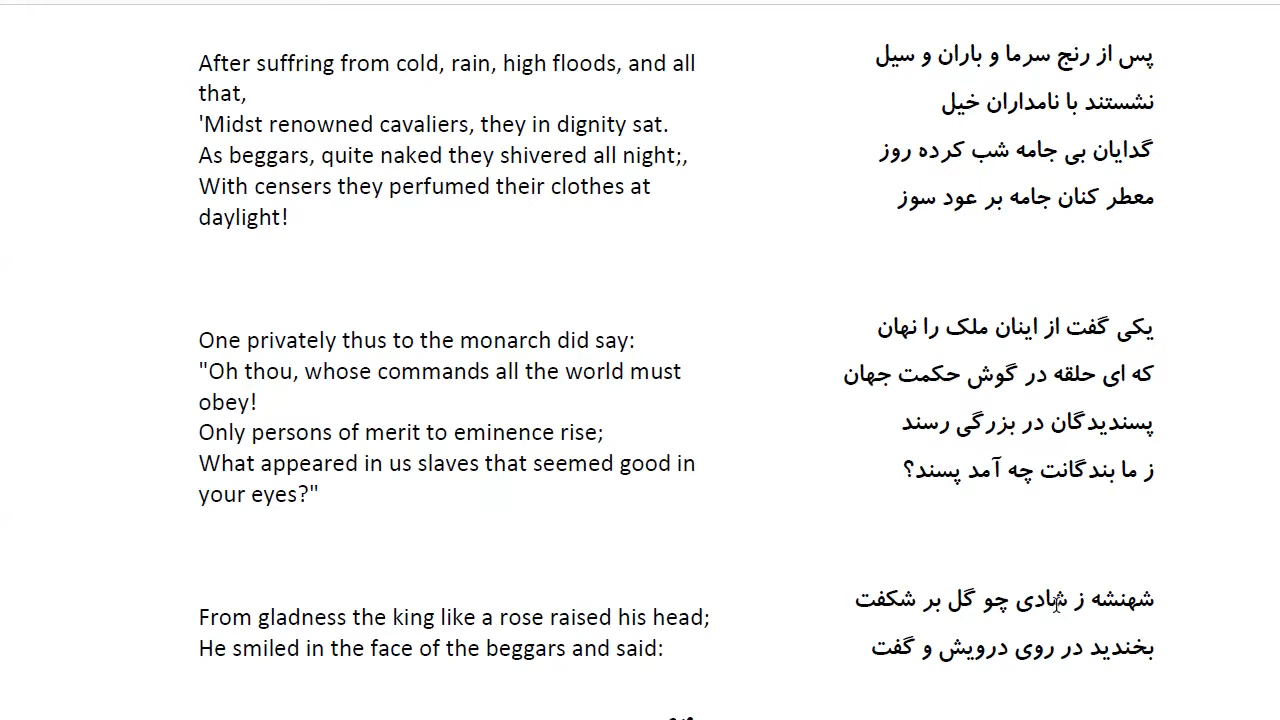 After suffring from cold, rain, high floods, and all
that,
'Midst renowned cavaliers, they in dignity sat.
As beggars, quite naked they shivered all night;,
With censers they perfumed their clothes at
daylight!
پس از رنج سرما و باران و سیل
نشستند با نامداران خیل
گدایان بی جامه شب کرده روز
معطر کنان جامه بر عود سوز
One privately thus to the monarch did say:
"Oh thou, whose commands all the world must
obey!
Only persons of merit to eminence rise;
What appeared in us slaves that seemed good in
your eyes?"
یکی گفت از اینان ملک را نهان
که ای حلقه در گوش حکمت جهان
پسندیدگان در بزرگی رسند
ز ما بندگانت چه آمد پسند؟
From gladness the king like a rose raised his head;
He smiled in the face of the beggars and said:
شهنشه ز شادی چو گل بر شکفت
بخندید در روی درویش و گفت